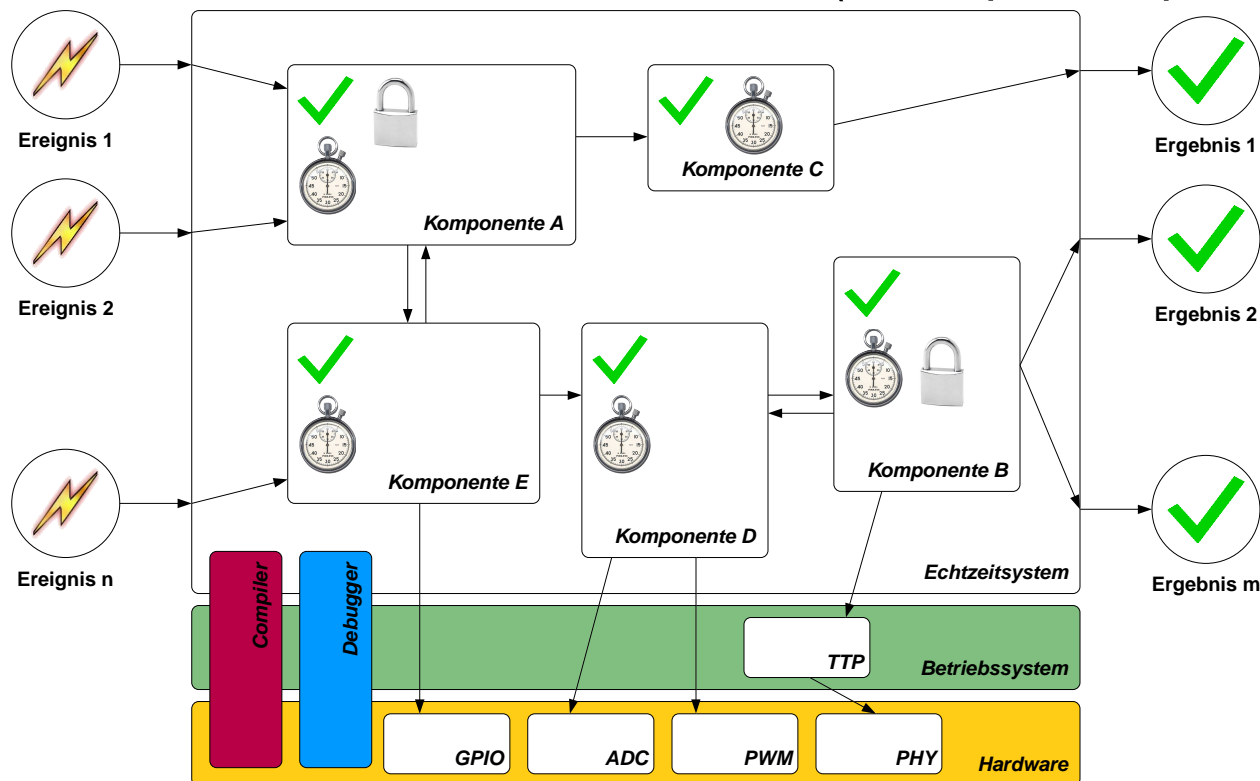 Ereignis 1
Komponente A
Komponente C
Ergebnis 1
Ereignis 2
Ergebnis 2
Komponente E
Komponente D
Komponente B
Ereignis n
Echtzeitsystem
Ergebnis m
Compiler
Debugger
TTP
Betriebssystem
GPIO
ADC
PWM
PHY
Hardware